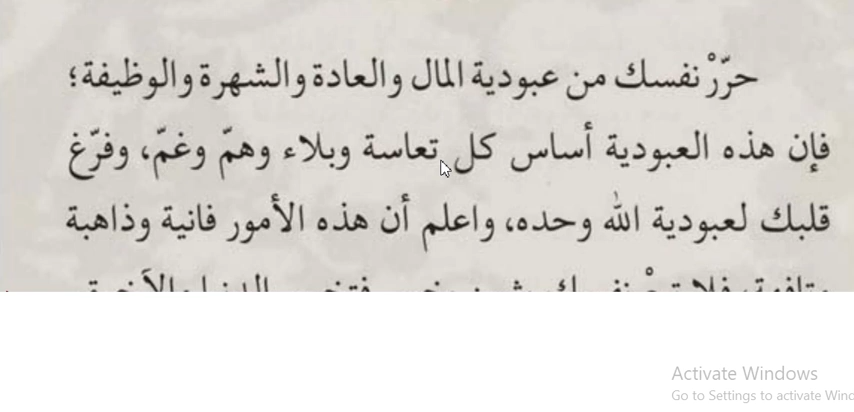 حرّرْ نفسك من عبودية المال والعادة والشهرة والوظيفة؛
فإن هذه العبودية أساس كل تعاسة وبلاء وهمّ وغمّ، وفرّغ
قلبك لعبودية الله وحده، واعلم أن هذه الأمور فانية وذاهبة
Activate Windows
Go to Settings to activate Winc